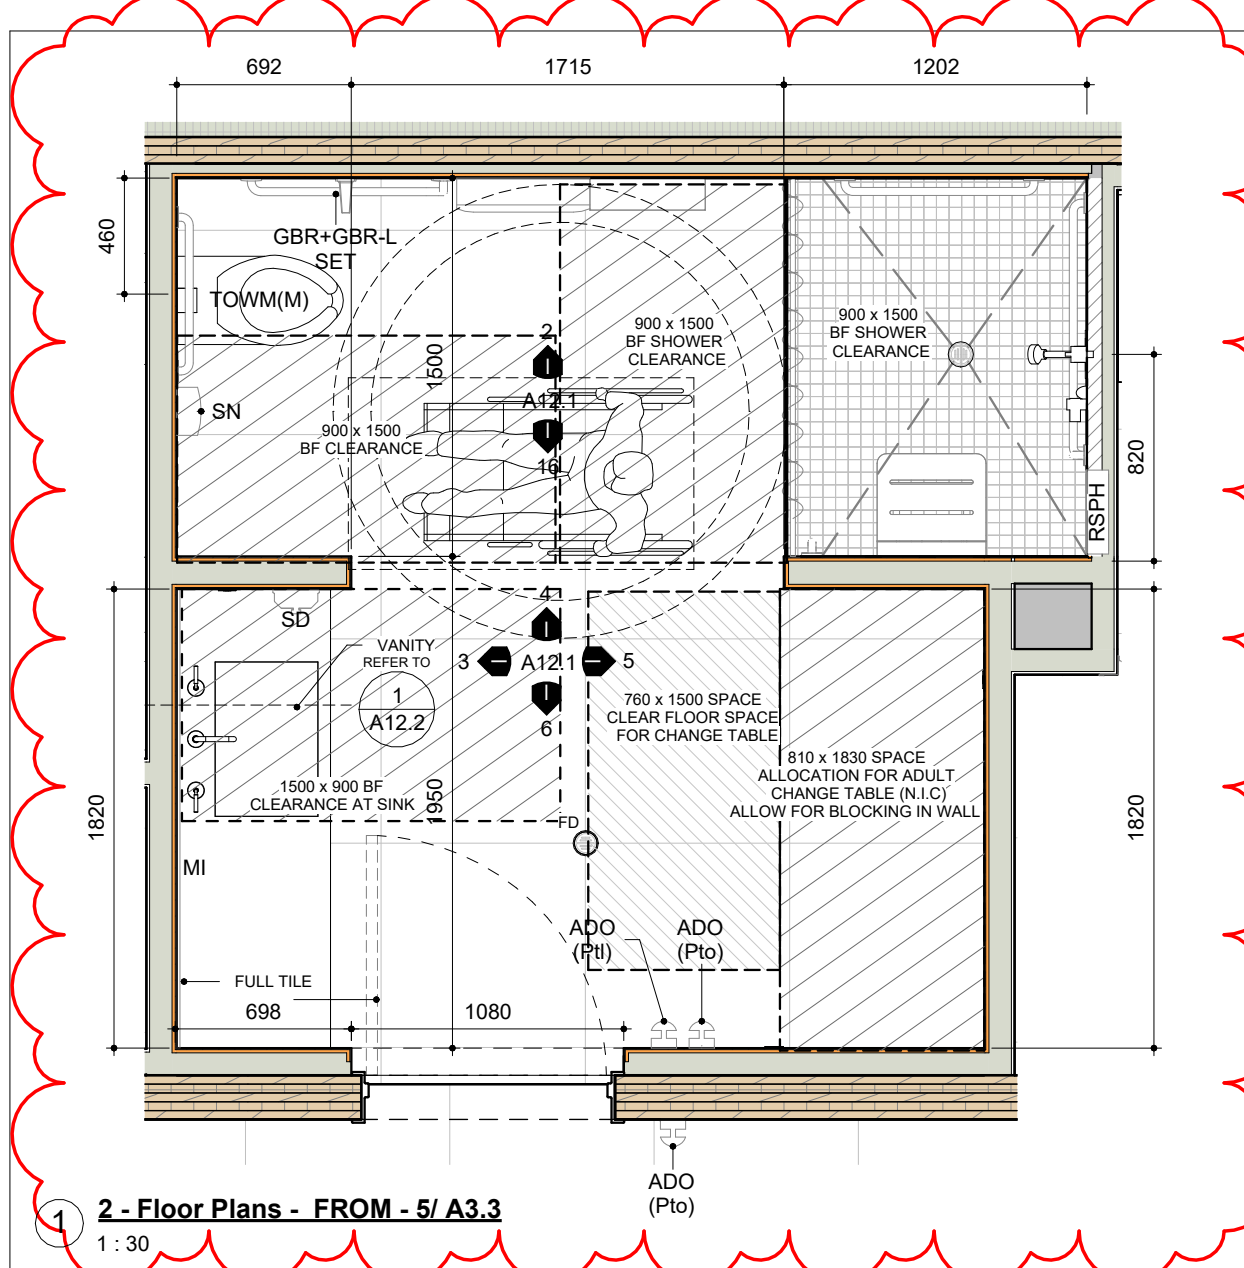 692
1715
1202
460
GBR+GBR-L
SET
TOWM(M)
900 x 1500
BF SHOWER
CLEARANCE
900 x 1500
BF SHOWER
CLEARANCE
2
1500
A12.1
SN
900 x 1500
BF CLEARANCE
16
820
RSPH
4
SD
VANITY
REFER TO
3
A12.1
5
1
A12.2
6
760 x 1500 SPACE
CLEAR FLOOR SPACE
FOR CHANGE TABLE
810 x 1830 SPACE
ALLOCATION FOR ADULT
CHANGE TABLE (N.I.C)
ALLOW FOR BLOCKING IN WALL
1500 x 900 BF
CLEARANCE AT SINK
1950
FD
1820
1820
MI
ADO
(Ptl)
ADO
(Pto)
FULL TILE
698
1080
ADO
(Pto)
1
2 - Floor Plans -  FROM - 5/ A3.3
1 : 30